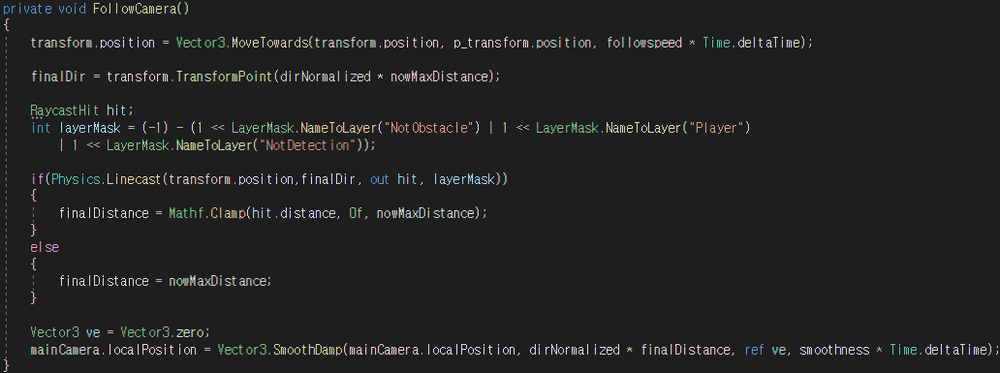 private void FollowCamera()
{
transform.position = Vector3.MoveTowards(transform.position, p_transform.position, followspeed * Time.deltaTime);
finalDir = transform.TransformPoint(dirNormalized * nowMaxDistance);
RaycastHit hit;
int layerMask = (-1) - (1 << LayerMask.NameToLayer("NotObstacle") | 1 << LayerMask.NameToLayer("Player")
| 1 << LayerMask.NameToLayer("NotDetection"));
if(Physics.Linecast(transform.position,finalDir, out hit, layerMask))
{
finalDistance = Mathf.Clamp(hit.distance, 0f, nowMaxDistance);
}
else
{
finalDistance = nowMaxDistance;
}
Vector3 ve = Vector3.zero;
mainCamera.localPosition = Vector3.SmoothDamp(mainCamera.localPosition, dirNormalized * finalDistance, ref ve, smoothness * Time.deltaTime);
}